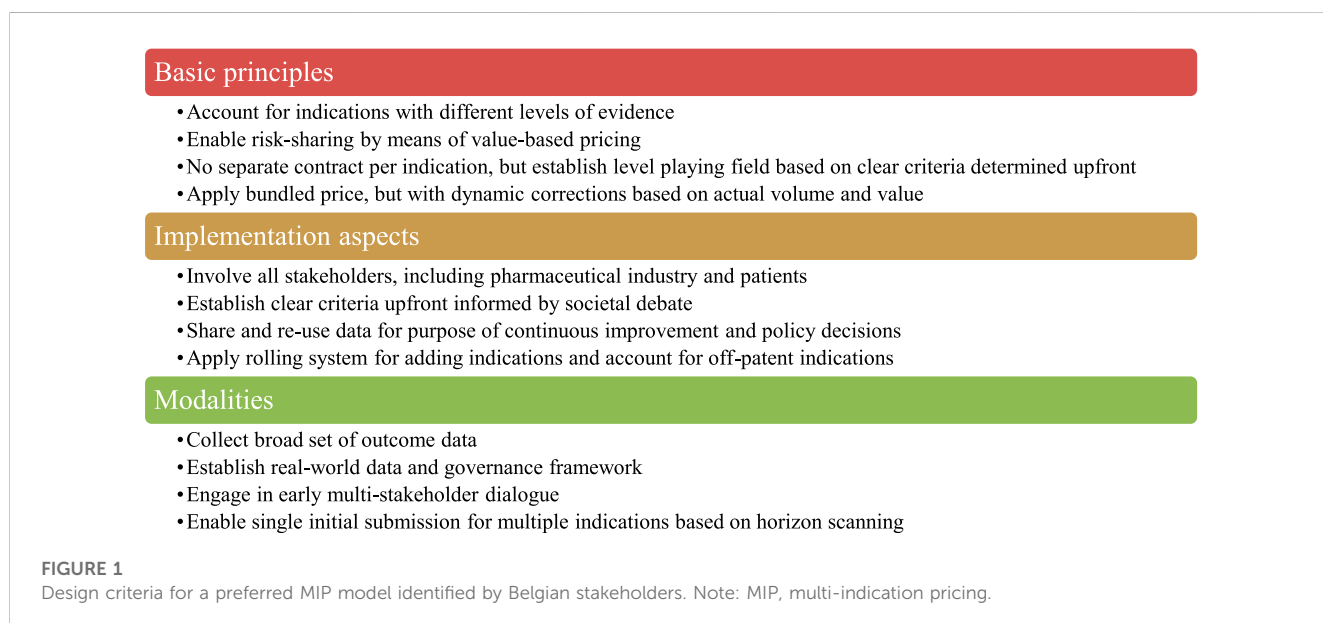 Basic principles
•Account for indications with different levels of evidence
•Enable risk-sharing by means of value-based pricing
•No separate contract per indication, but establish level playing field based on clear criteria determined upfront
•Apply bundled price, but with dynamic corrections based on actual volume and value
Implementation aspects
•Involve all stakeholders, including pharmaceutical industry and patients
•Establish clear criteria upfront informed by societal debate
•Share and re-use data for purpose of continuous improvement and policy decisions
•Apply rolling system for adding indications and account for off-patent indications
Modalities
•Collect broad set of outcome data
•Establish real-world data and governance framework
•Engage in early multi-stakeholder dialogue
•Enable single initial submission for multiple indications based on horizon scanning
FIGURE 1
Design criteria for a preferred MIP model identified by Belgian stakeholders. Note: MIP, multi-indication pricing.